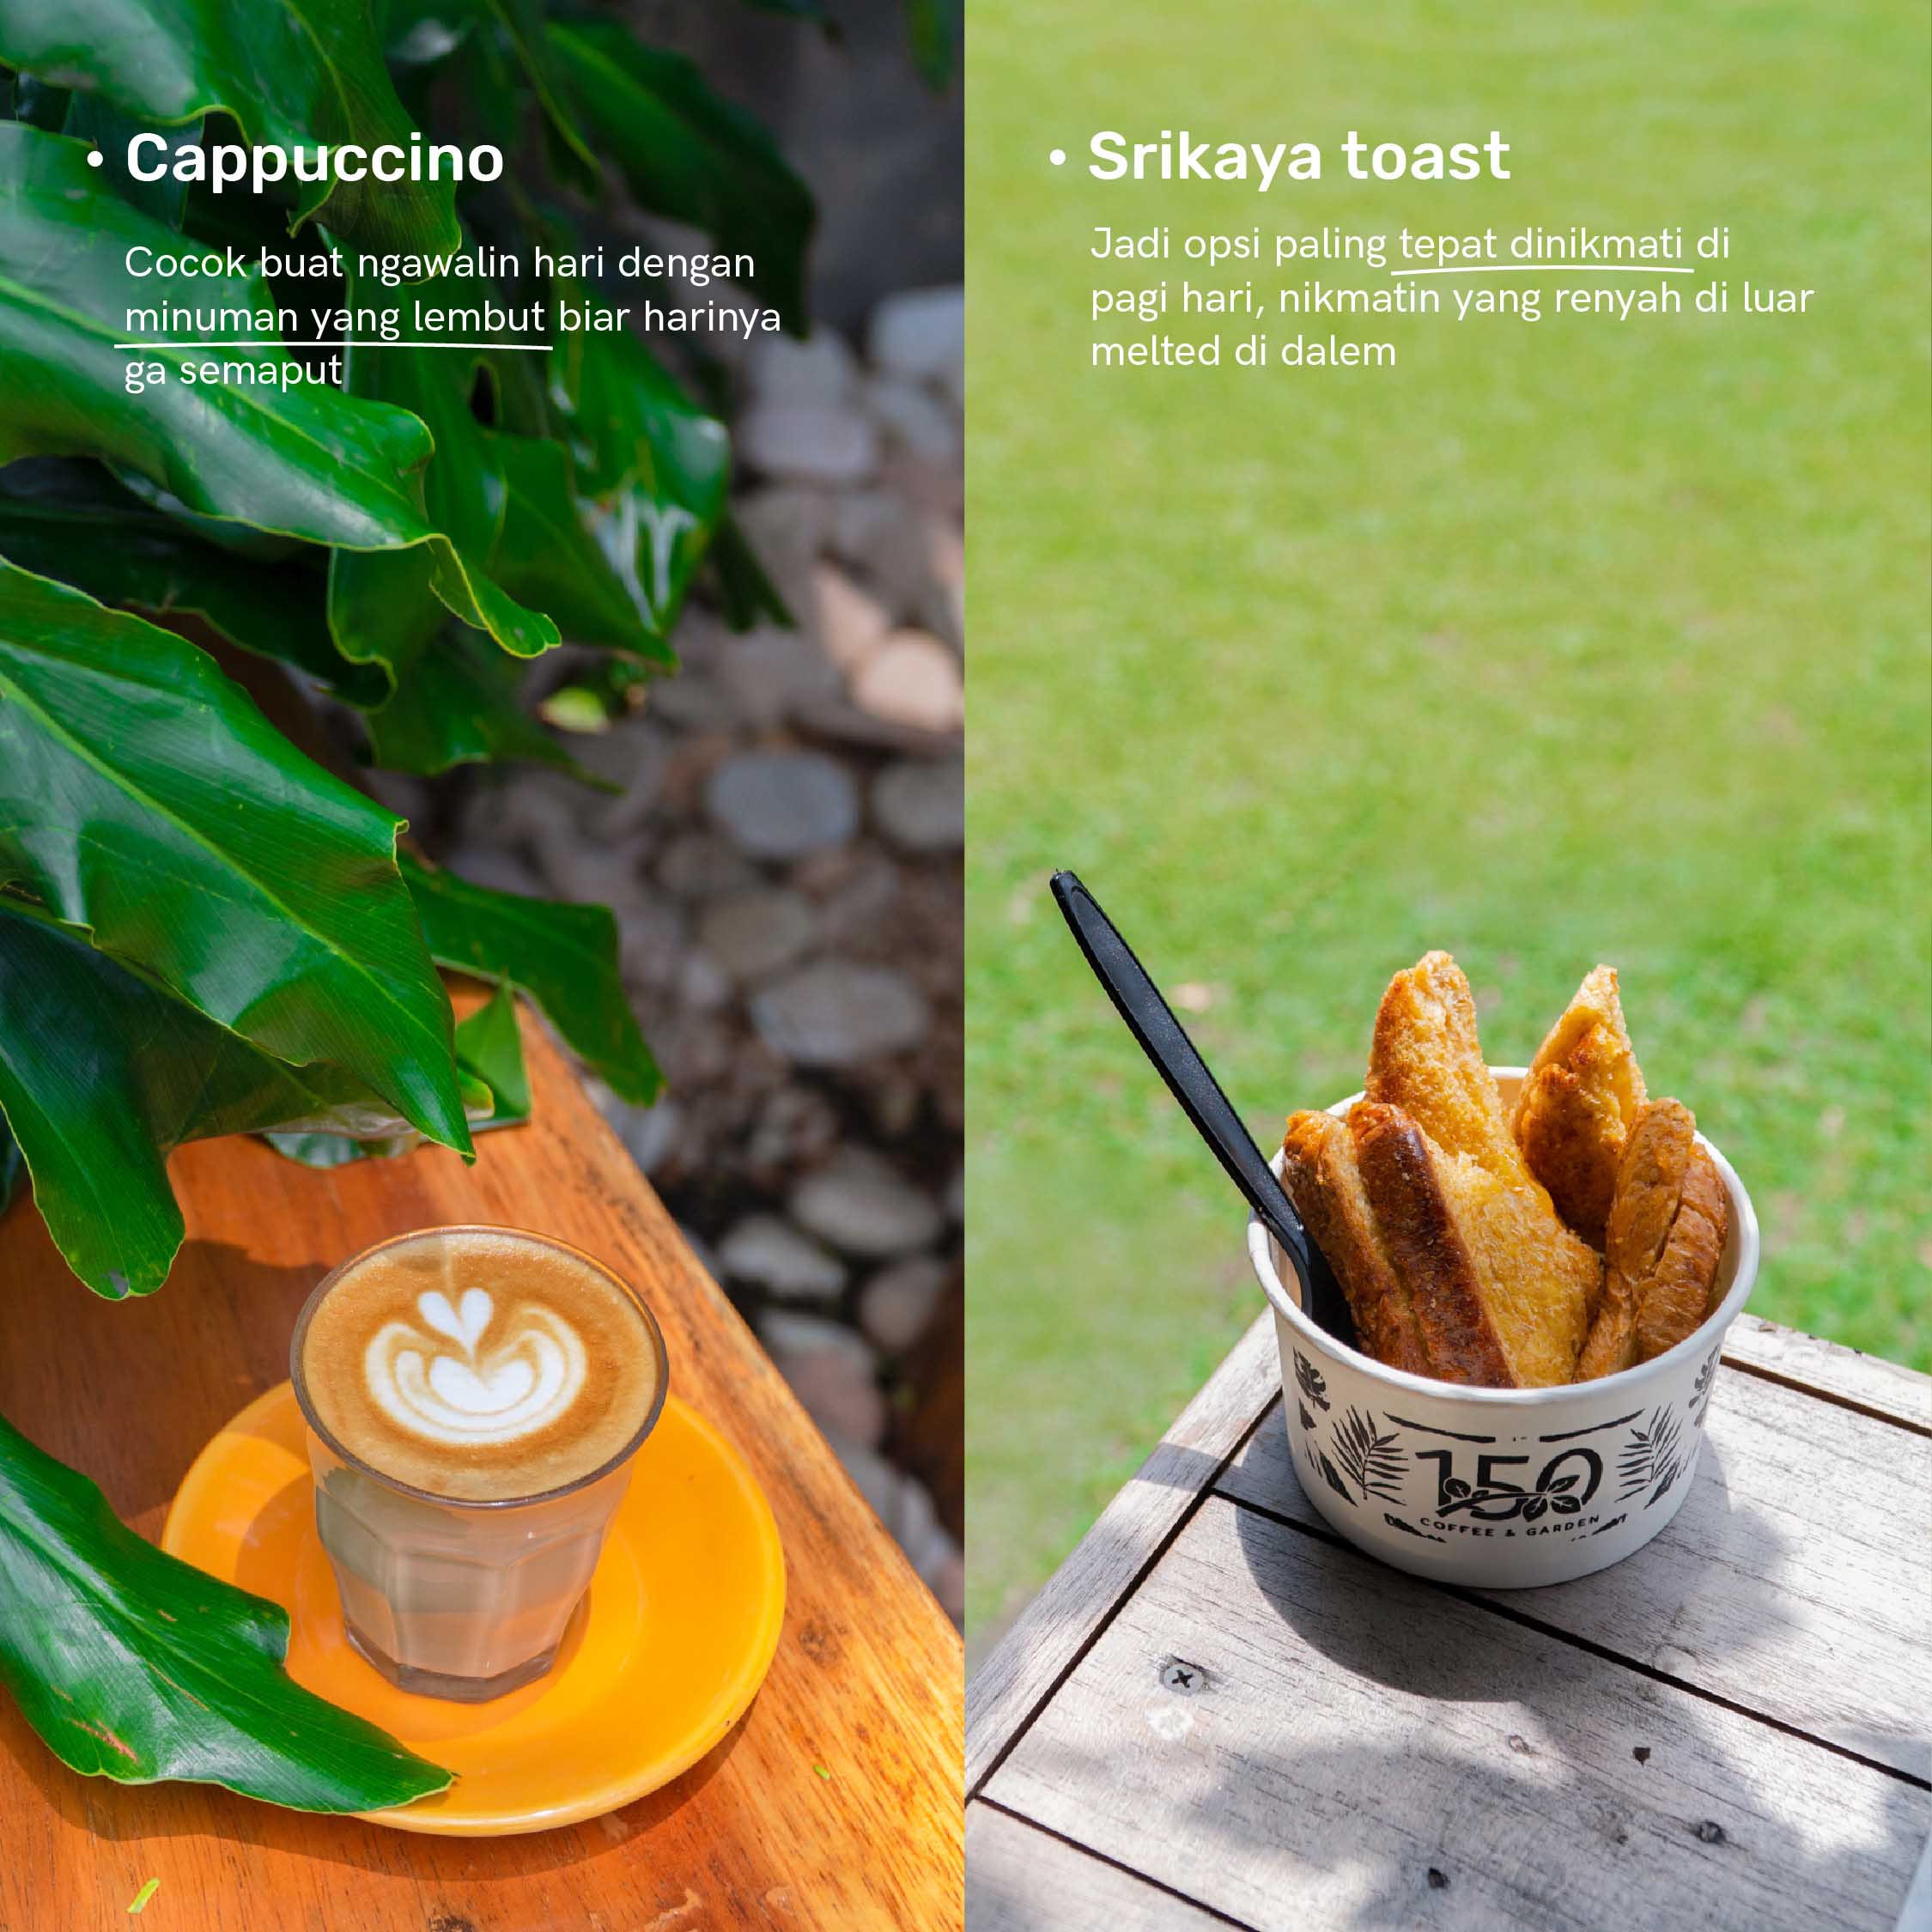 • Cappuccino
Cocok buat ngawalin hari dengan
minuman yang lembut biar harinya
ga semaput
• Srikaya toast
Jadi opsi paling tepat dinikmati di
pagi hari, nikmatin yang renyah di luar
melted di dalem
150
COFFEE & GARDEN